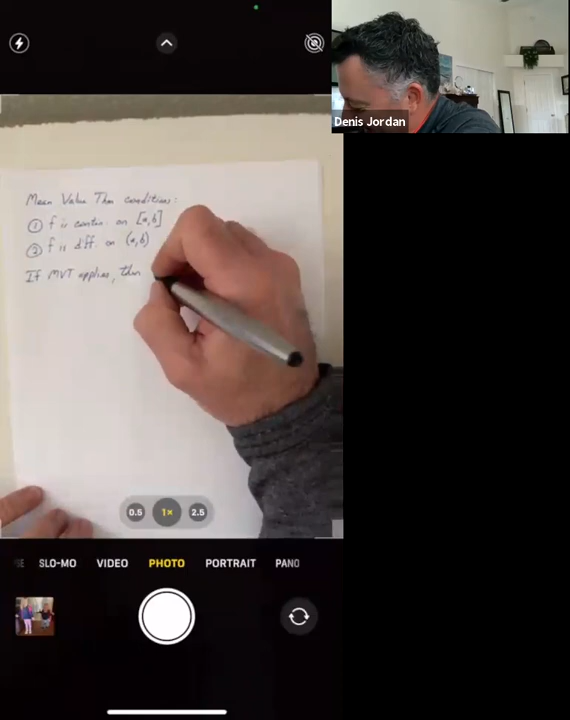 Denis Jordan
Mean Value Thm conditions:
① f is contin. on [a,b]
② f is diff. on (a,b)
If MVT applies, then
0.5 1× 2.5
SLO-MO VIDEO PHOTO PORTRAIT PANO